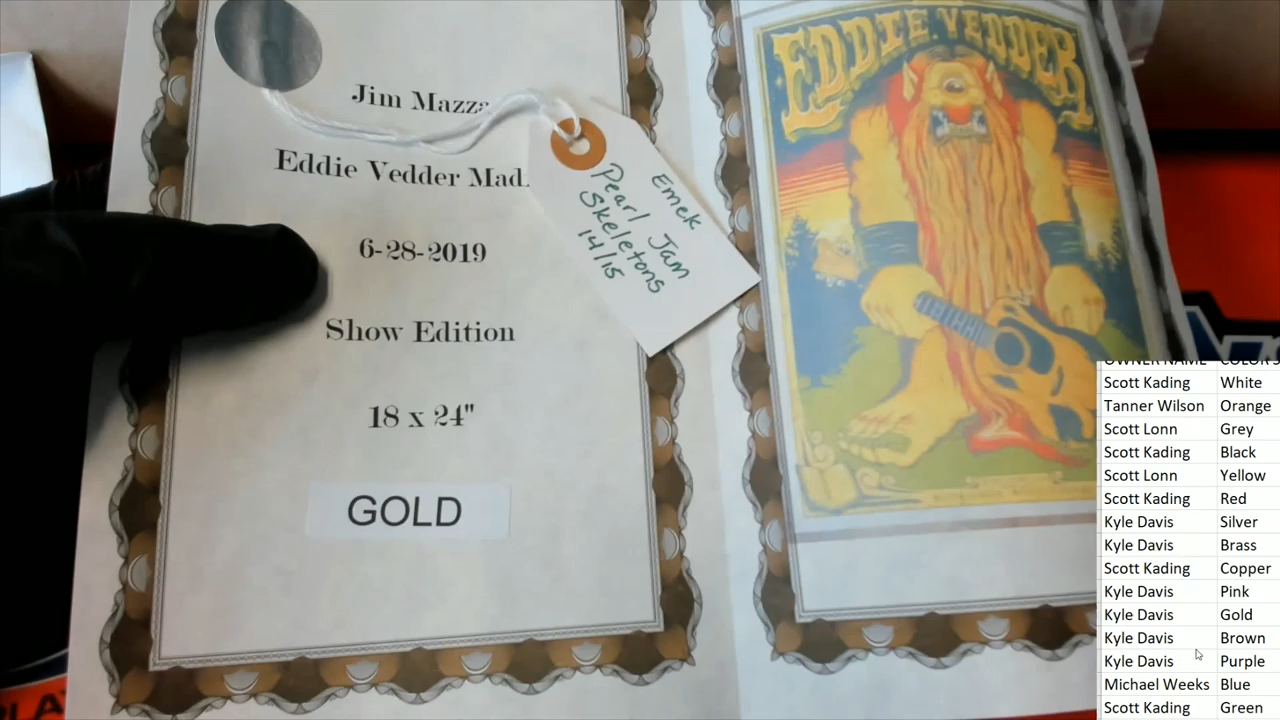 Jim Mazza
Eddie Vedder Mad.
6-28-2019
Show Edition
18 x 24"
GOLD
Emek
Pearl Jam
Skeletons
14/15
EDDIE VEDDER
OWNER NAME
Scott Kading White
Tanner Wilson Orange
Scott Lonn Grey
Scott Kading Black
Scott Lonn Yellow
Scott Kading Red
Kyle Davis Silver
Kyle Davis Brass
Scott Kading Copper
Kyle Davis Pink
Kyle Davis Gold
Kyle Davis Brown
Kyle Davis Purple
Michael Weeks Blue
Scott Kading Green